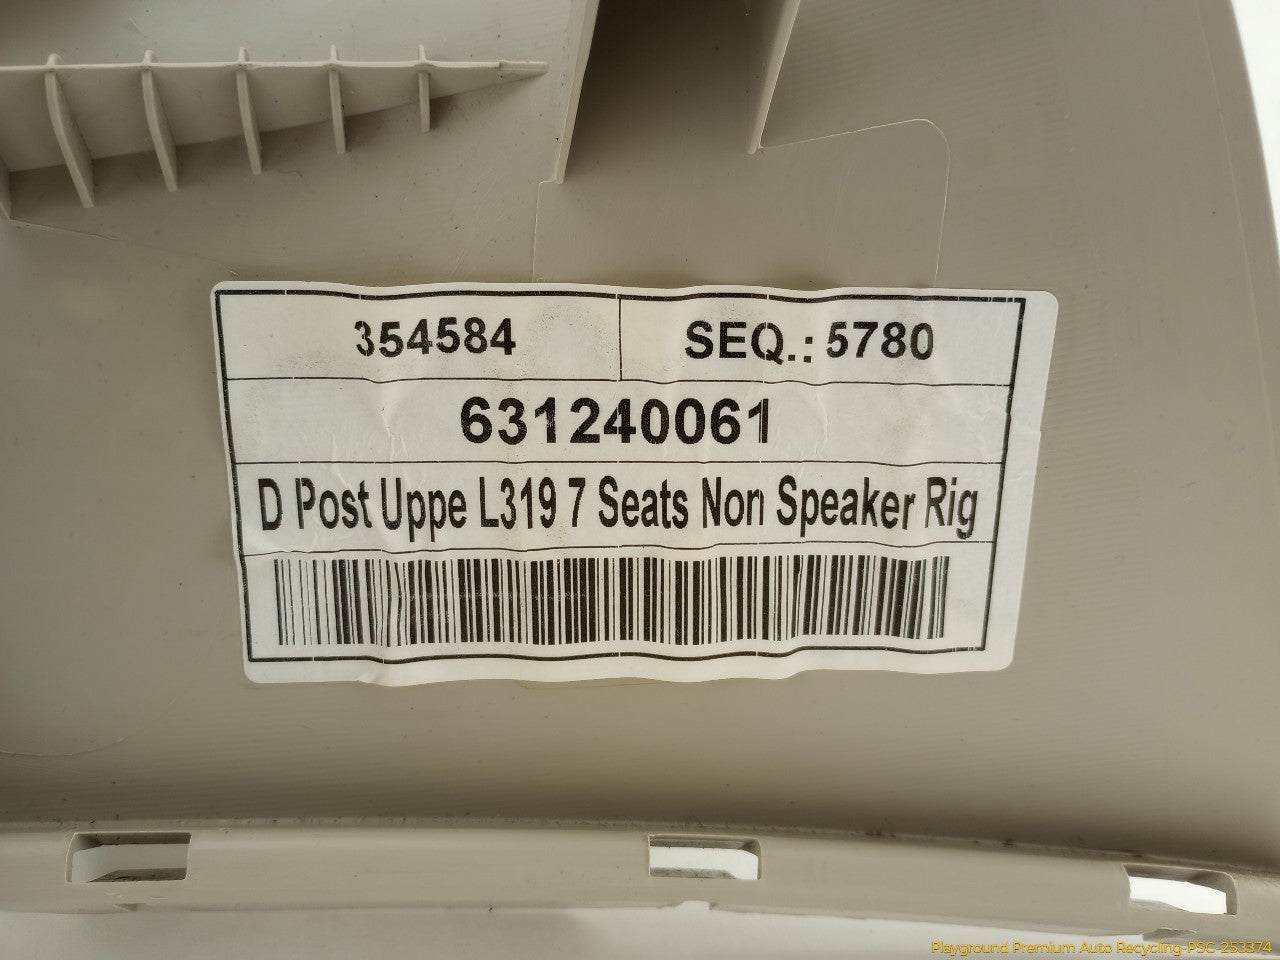 354584 SEQ.: 5780
631240061
D Post Uppe L319 7 Seats Non Speaker Rig
Playground Premium Auto Recycling-PSC-253374